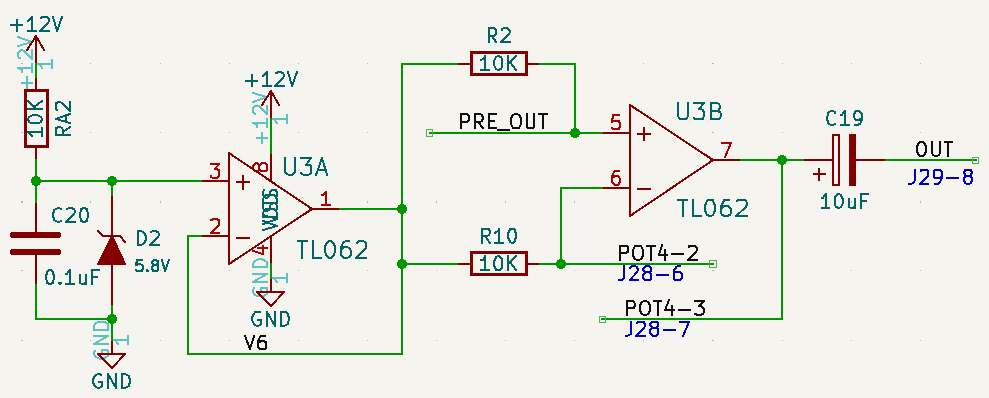 +12V
+12V
1
10K
RA2
C20
0.1uF
D2
5.8V
GND
1
GND
+12V
+12V
1
3
+
2
−
8
U3A
4
1
TL062
GND
1
GND
V6
R2
10K
PRE_OUT
R10
10K
5
+
6
−
U3B
7
TL062
POT4-2
J28-6
POT4-3
J28-7
C19
+
10uF
OUT
J29-8